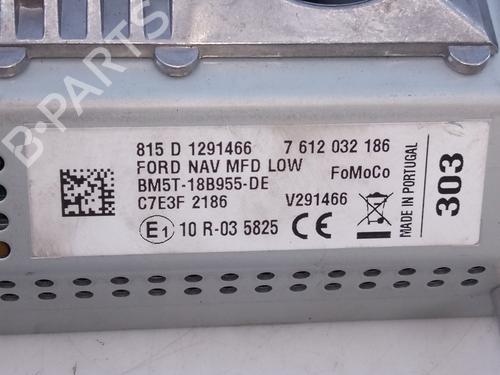 815 D 1291466 7 612 032 186
FORD NAV MFD LOW FoMoCo
BM5T-18B955-DE
C7E3F 2186 V291466
E1 10 R-03 5825 CE
MADE IN PORTUGAL
303
B-PARTS